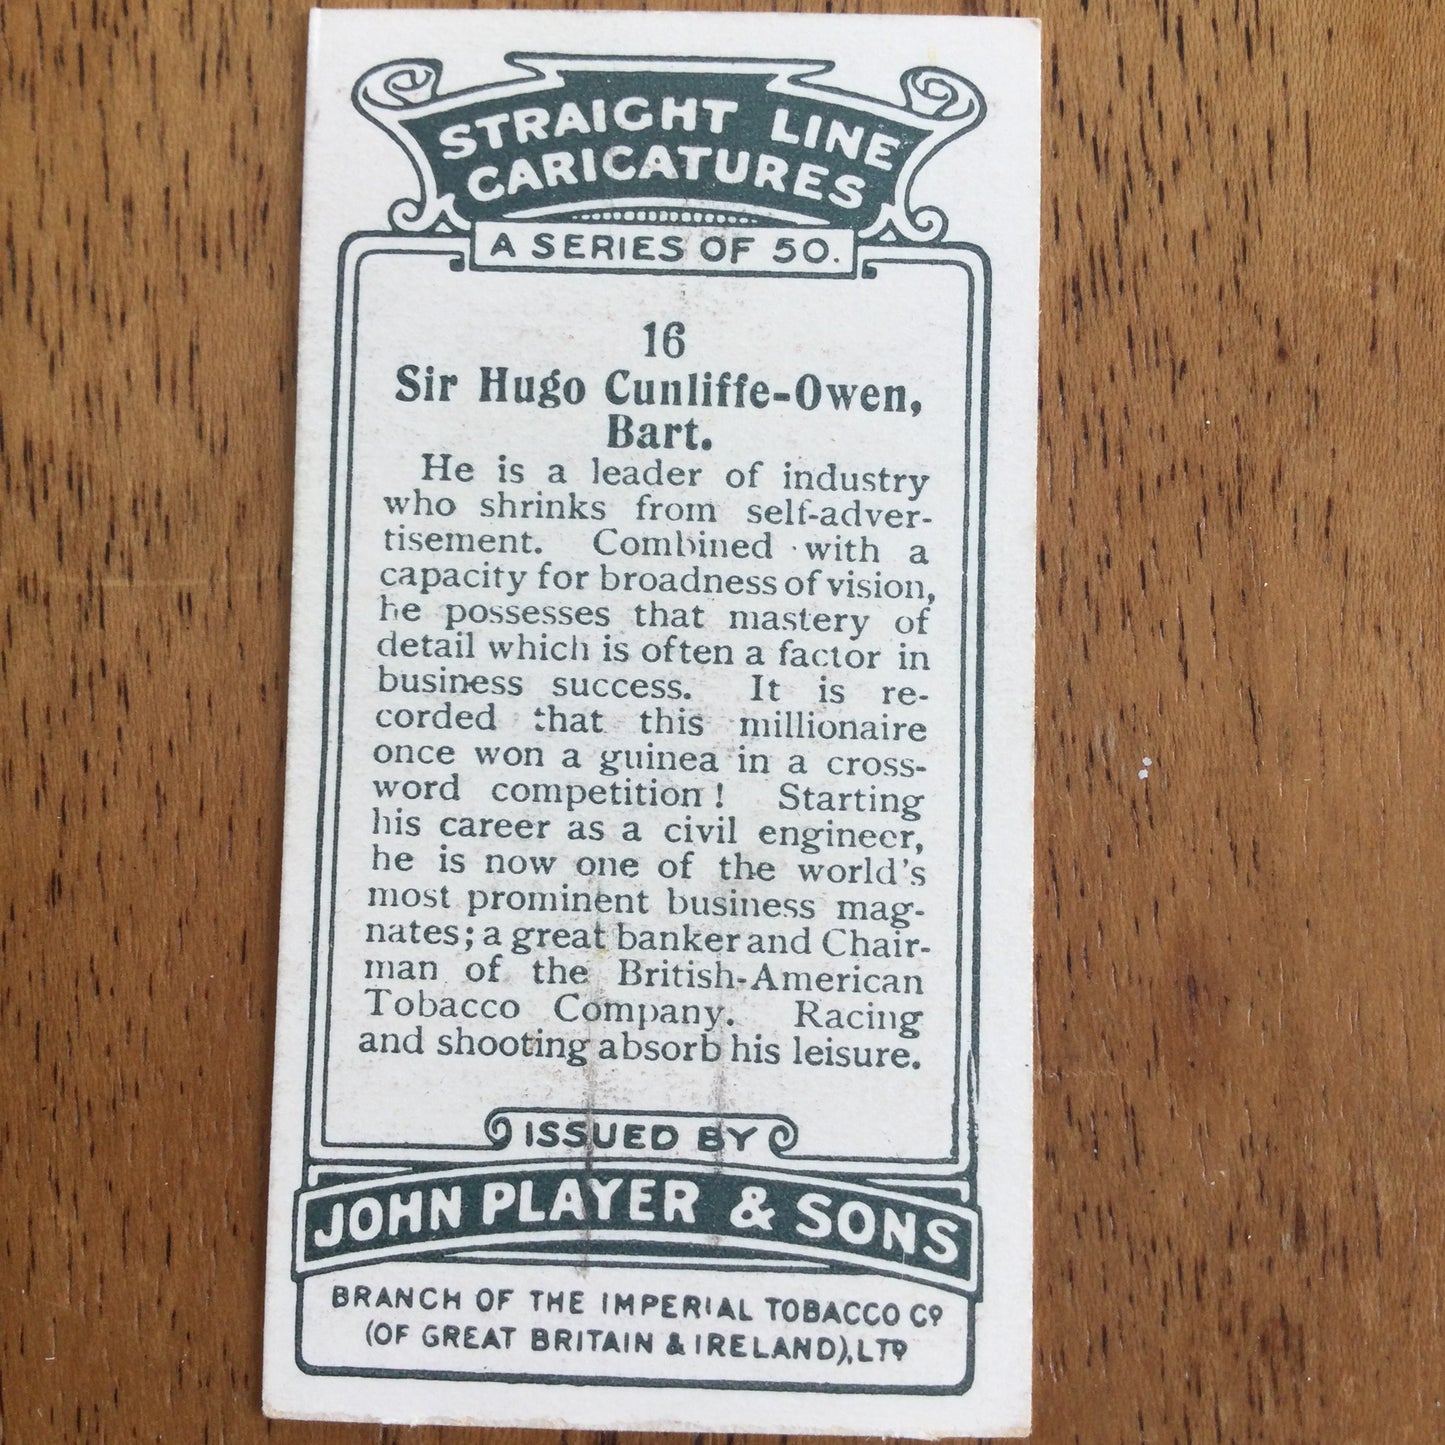 STRAIGHT LINE
CARICATURES
A SERIES OF 50.
16
Sir Hugo Cunliffe-Owen,
Bart.
He is a leader of industry
who shrinks from self-adver-
tisement. Combined with a
capacity for broadness of vision,
he possesses that mastery of
detail which is often a factor in
business success. It is re-
corded that this millionaire
once won a guinea in a cross-
word competition! Starting
his career as a civil engineer,
he is now one of the world's
most prominent business mag-
nates; a great banker and Chair-
man of the British-American
Tobacco Company. Racing
and shooting absorb his leisure.
ISSUED BY
JOHN PLAYER & SONS
BRANCH OF THE IMPERIAL TOBACCO CO
(OF GREAT BRITAIN & IRELAND), LTD